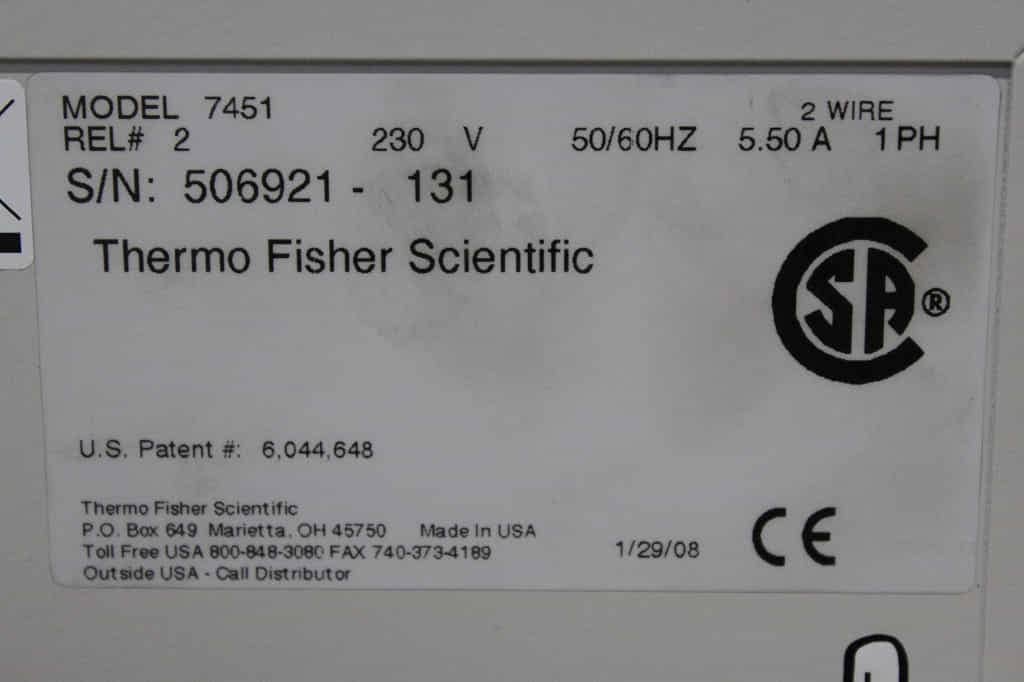 MODEL 7451 2 WIRE
REL# 2 230 V 50/60HZ 5.50 A 1 PH
S/N: 506921 - 131
Thermo Fisher Scientific
CSA®
U.S. Patent #: 6,044,648
Thermo Fisher Scientific
P.O. Box 649 Marietta, OH 45750 Made In USA
Toll Free USA 800-848-3080 FAX 740-373-4189
1/29/08
CE
Outside USA - Call Distributor